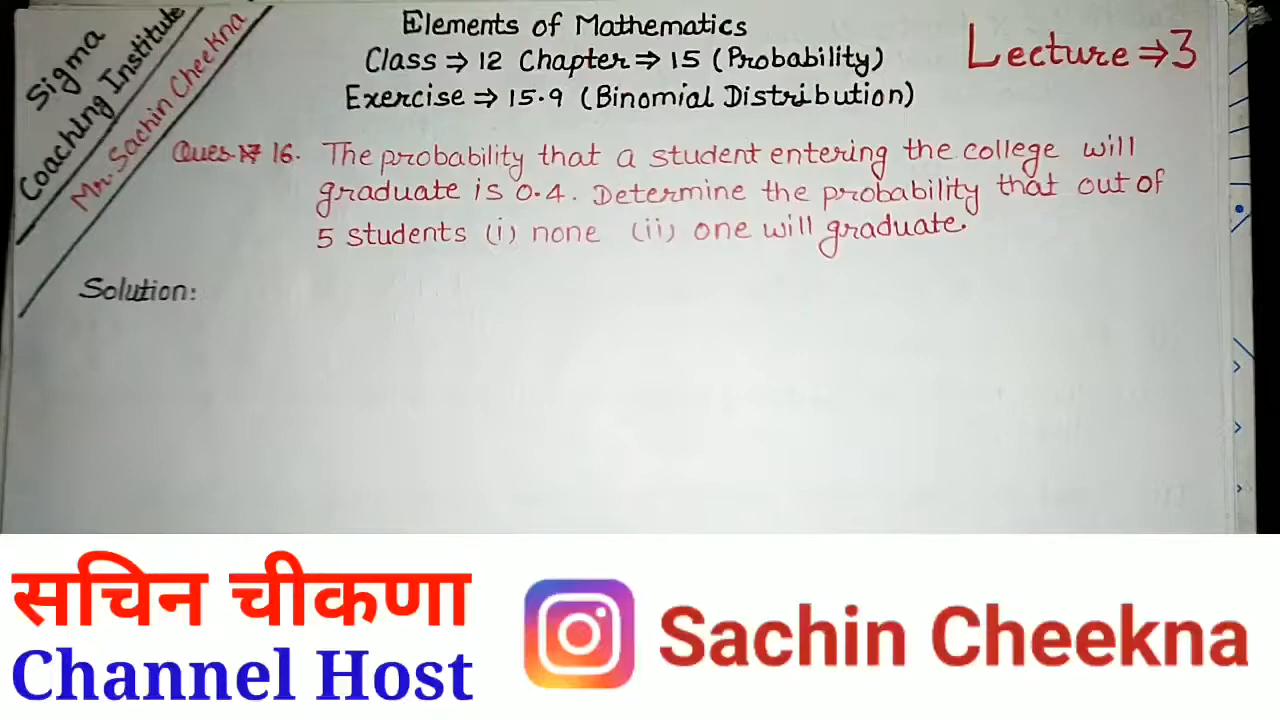 Sigma
Coaching Institute
Mr. Sachin Cheekna
Elements of Mathematics
Class ⇒ 12 Chapter ⇒ 15 (Probability)
Exercise ⇒ 15.9 (Binomial Distribution)
Lecture ⇒ 3
Ques. 16. The probability that a student entering the college will
graduate is 0.4. Determine the probability that out of
5 students (i) none (ii) one will graduate.
Solution:
सचिन चीकणा
Channel Host
Sachin Cheekna